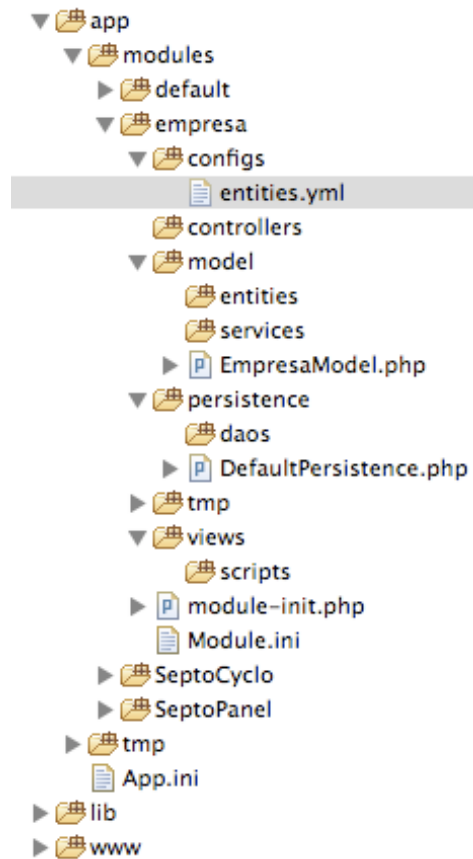 app
modules
default
empresa
configs
entities.yml
controllers
model
entities
services
EmpresaModel.php
persistence
daos
DefaultPersistence.php
tmp
views
scripts
module-init.php
Module.ini
SeptoCyclo
SeptoPanel
tmp
App.ini
lib
www